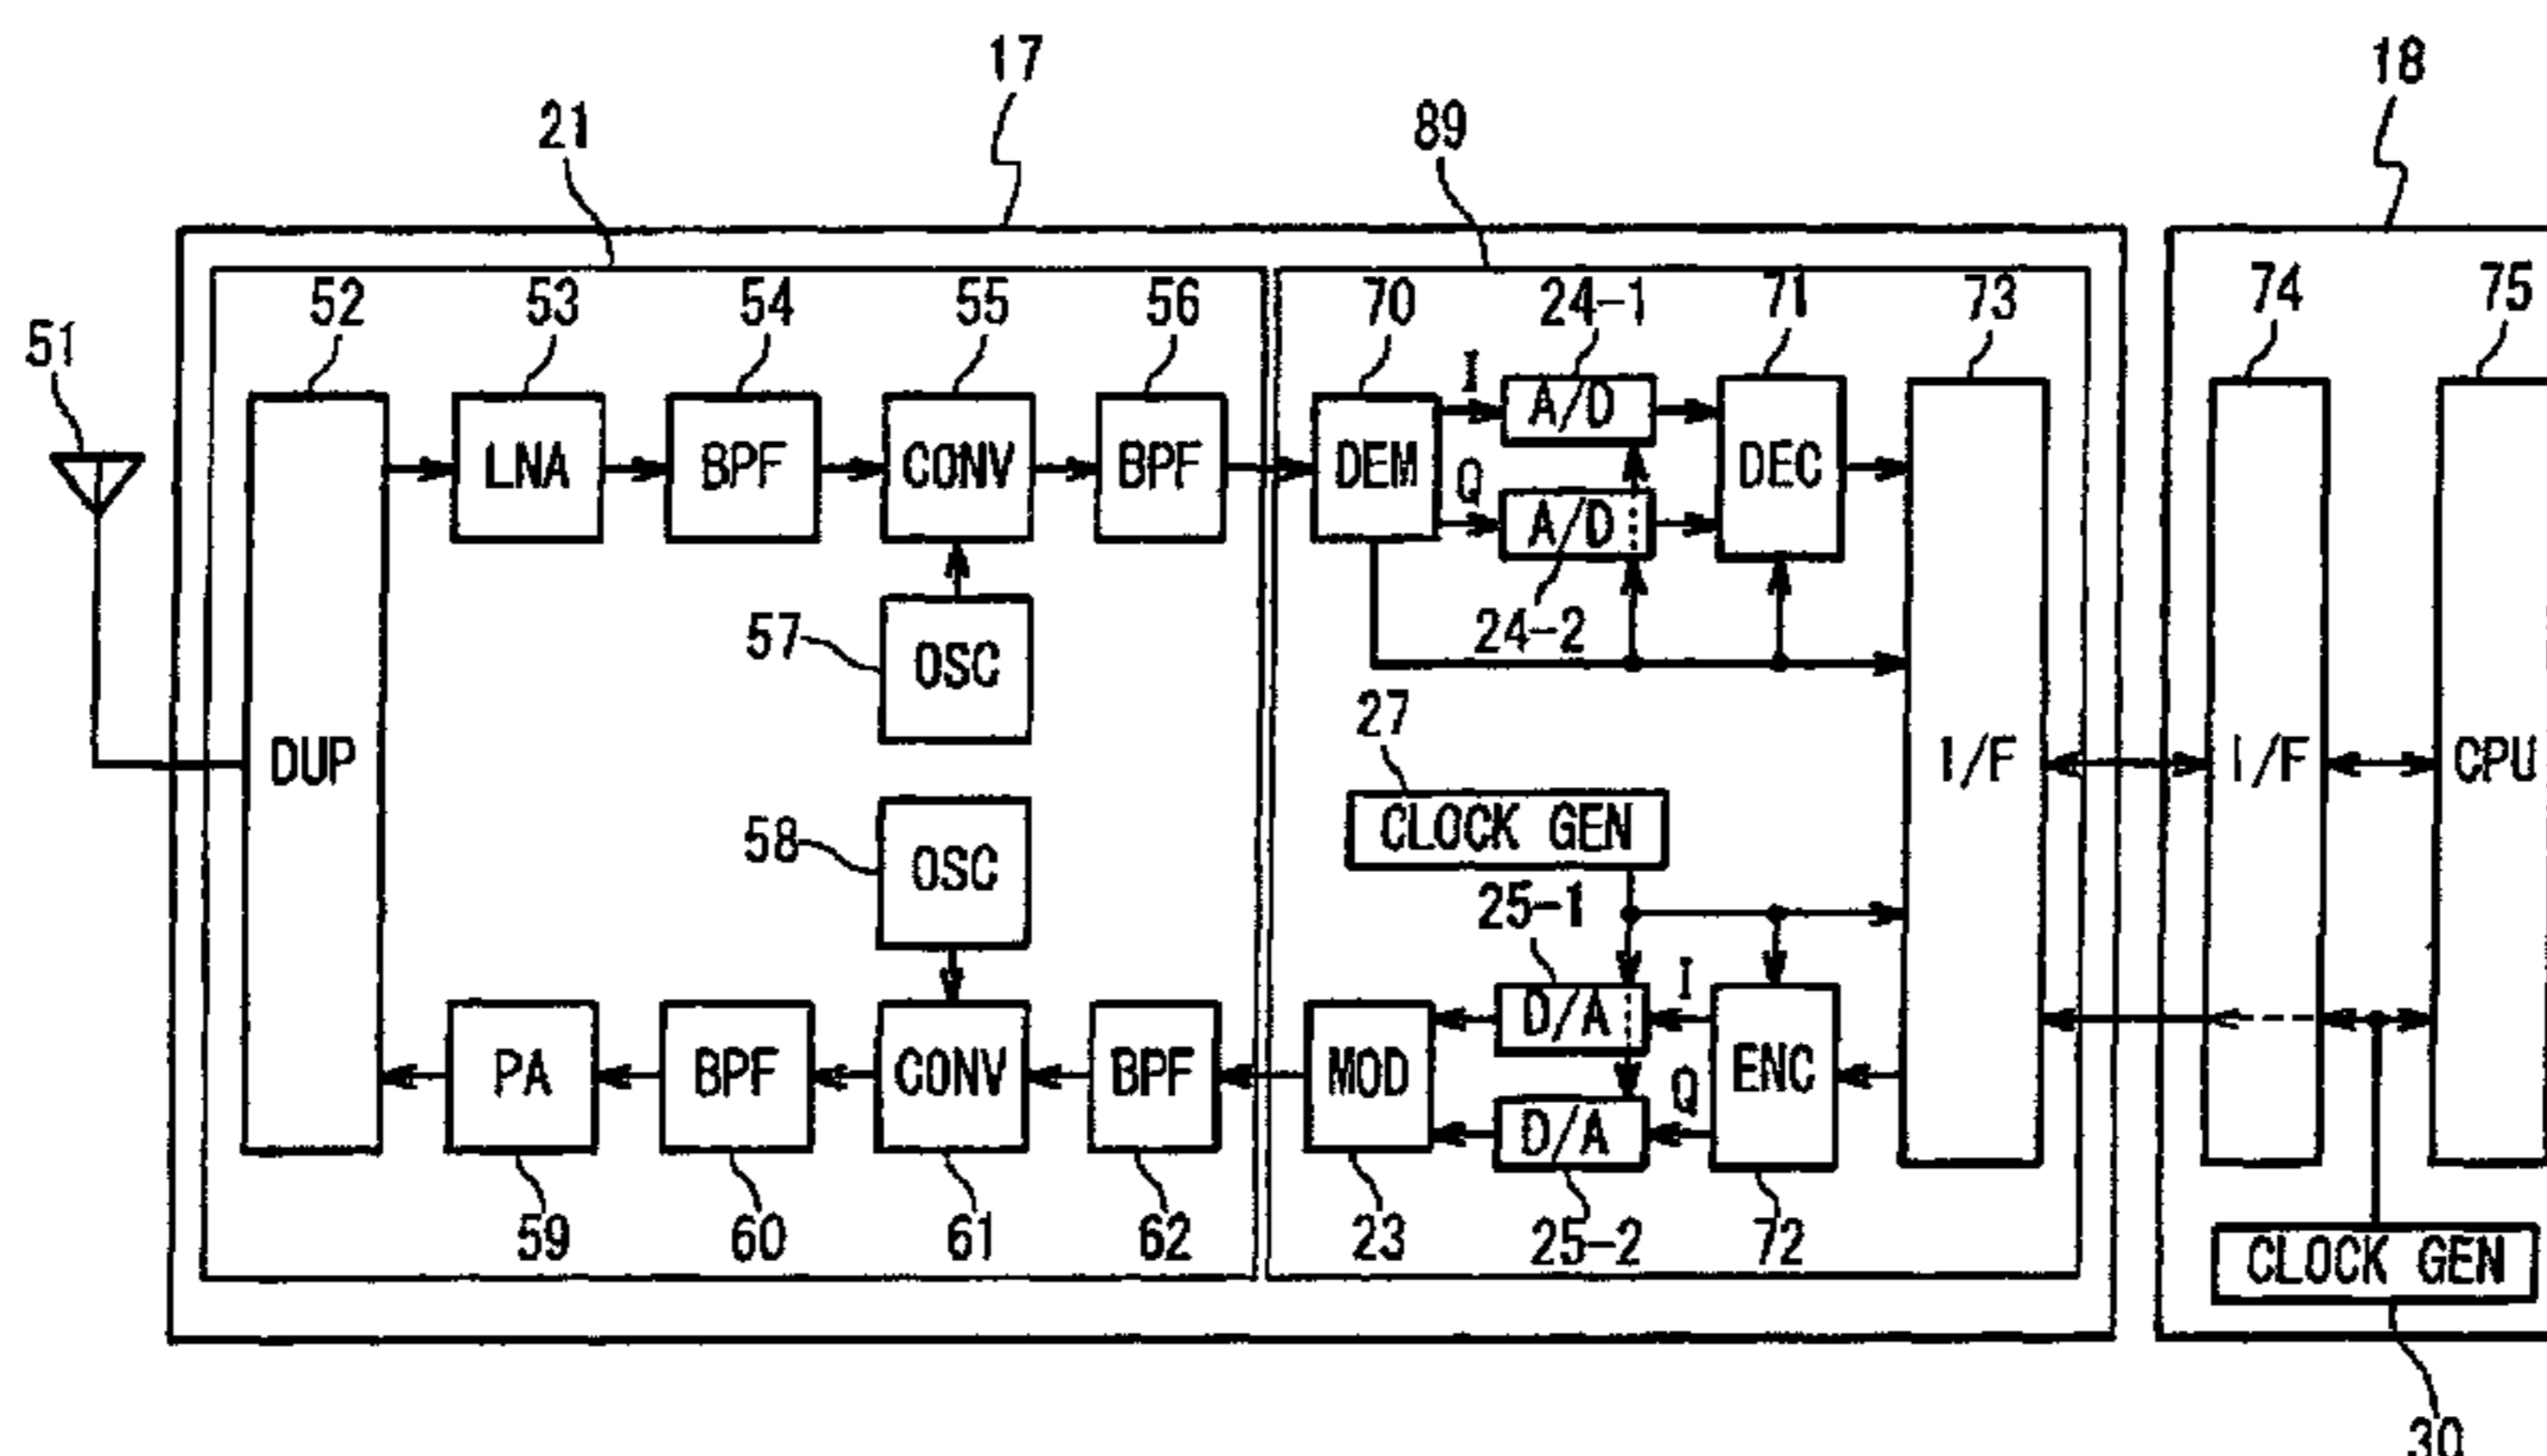 17
18
21
89
51
52
53
54
55
56
70
24-1
71
73
74
75
I
LNA
BPF
CONV
BPF
DEM
A/D
Q
A/D
DEC
57
OSC
24-2
27
DUP
I/F
I/F
CPU
58
OSC
CLOCK GEN
25-1
I
PA
BPF
CONV
BPF
MOD
D/A
Q
D/A
ENC
59
60
61
62
23
25-2
72
CLOCK GEN
30